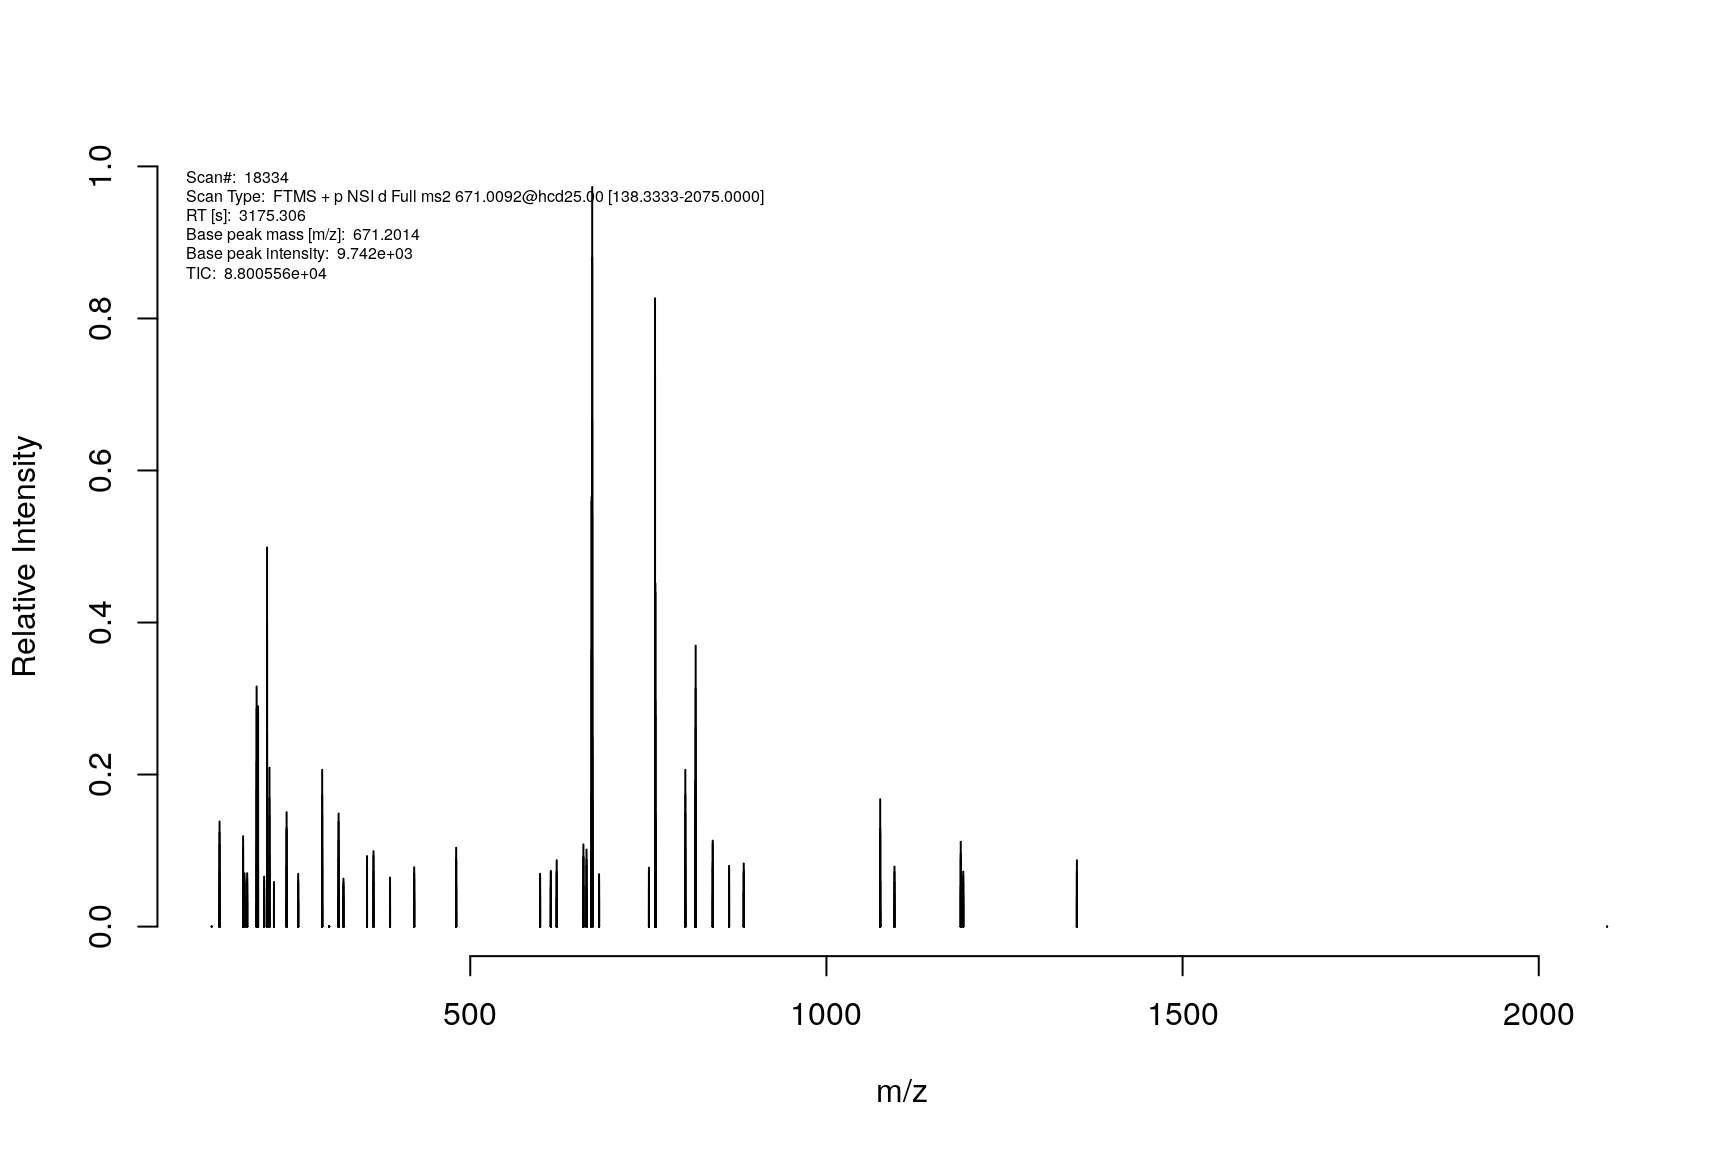 Scan#: 18334
Scan Type: FTMS + p NSI d Full ms2 671.0092@hcd25.00 [138.3333-2075.0000]
RT [s]: 3175.306
Base peak mass [m/z]: 671.2014
Base peak intensity: 9.742e+03
TIC: 8.800556e+04
Relative Intensity
1.0
0.8
0.6
0.4
0.2
0.0
500 1000 1500 2000
m/z